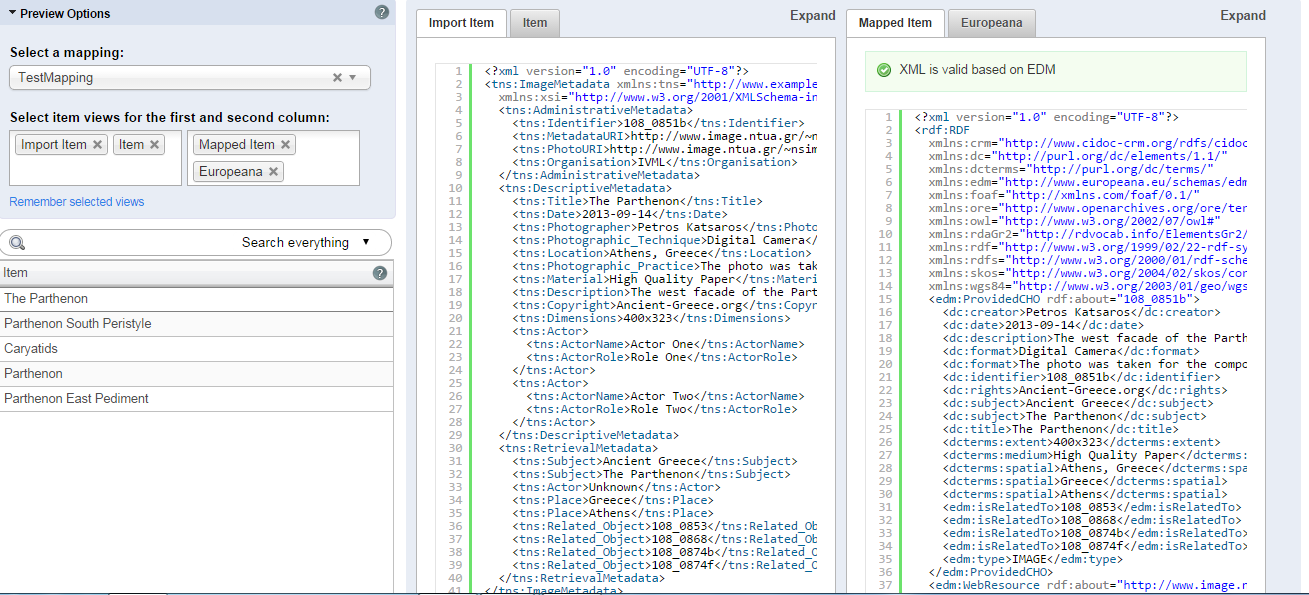 Preview Options
Select a mapping:
TestMapping
Select item views for the first and second column:
Import Item
Item
Mapped Item
Europeana
Remember selected views
Search everything
Item
The Parthenon
Parthenon South Peristyle
Caryatids
Parthenon
Parthenon East Pediment
Import Item
Item
Expand
1 <?xml version="1.0" encoding="UTF-8"?>
2 <tns:ImageMetadata xmlns:tns="http://www.example
3 xmlns:xsi="http://www.w3.org/2001/XMLSchema-in
4 <tns:AdministrativeMetadata>
5 <tns:Identifier>108_0851b</tns:Identifier>
6 <tns:MetadataURI>http://www.image.ntua.gr/~n
7 <tns:PhotoURI>http://www.image.ntua.gr/~nsim
8 <tns:Organisation>IVML</tns:Organisation>
9 </tns:AdministrativeMetadata>
10 <tns:DescriptiveMetadata>
11 <tns:Title>The Parthenon</tns:Title>
12 <tns:Date>2013-09-14</tns:Date>
13 <tns:Photographer>Petros Katsaros</tns:Photo
14 <tns:Photographic_Technique>Digital Camera</
15 <tns:Location>Athens, Greece</tns:Location>
16 <tns:Photographic_Practice>The photo was tak
17 <tns:Material>High Quality Paper</tns:Materi
18 <tns:Description>The west facade of the Part
19 <tns:Copyright>Ancient-Greece.org</tns:Copyr
20 <tns:Dimensions>400x323</tns:Dimensions>
21 <tns:Actor>
22 <tns:ActorName>Actor One</tns:ActorName>
23 <tns:ActorRole>Role One</tns:ActorRole>
24 </tns:Actor>
25 <tns:Actor>
26 <tns:ActorName>Actor Two</tns:ActorName>
27 <tns:ActorRole>Role Two</tns:ActorRole>
28 </tns:Actor>
29 </tns:DescriptiveMetadata>
30 <tns:RetrievalMetadata>
31 <tns:Subject>Ancient Greece</tns:Subject>
32 <tns:Subject>The Parthenon</tns:Subject>
33 <tns:Actor>Unknown</tns:Actor>
34 <tns:Place>Greece</tns:Place>
35 <tns:Place>Athens</tns:Place>
36 <tns:Related_Object>108_0853</tns:Related_Ob
37 <tns:Related_Object>108_0868</tns:Related_Ob
38 <tns:Related_Object>108_0874b</tns:Related_O
39 <tns:Related_Object>108_0874f</tns:Related_O
40 </tns:RetrievalMetadata>
41 </tns:ImageMetadata>
Mapped Item
Europeana
Expand
XML is valid based on EDM
1 <?xml version="1.0" encoding="UTF-8"?>
2 <rdf:RDF
3 xmlns:crm="http://www.cidoc-crm.org/rdfs/cidoc
4 xmlns:dc="http://purl.org/dc/elements/1.1/"
5 xmlns:dcterms="http://purl.org/dc/terms/"
6 xmlns:edm="http://www.europeana.eu/schemas/edm
7 xmlns:foaf="http://xmlns.com/foaf/0.1/"
8 xmlns:ore="http://www.openarchives.org/ore/ter
9 xmlns:owl="http://www.w3.org/2002/07/owl#"
10 xmlns:rdaGr2="http://rdvocab.info/ElementsGr2/
11 xmlns:rdf="http://www.w3.org/1999/02/22-rdf-sy
12 xmlns:rdfs="http://www.w3.org/2000/01/rdf-sche
13 xmlns:skos="http://www.w3.org/2004/02/skos/cor
14 xmlns:wgs84="http://www.w3.org/2003/01/geo/wgs
15 <edm:ProvidedCHO rdf:about="108_0851b">
16 <dc:creator>Petros Katsaros</dc:creator>
17 <dc:date>2013-09-14</dc:date>
18 <dc:description>The west facade of the Parth
19 <dc:format>Digital Camera</dc:format>
20 <dc:format>The photo was taken for the compo
21 <dc:identifier>108_0851b</dc:identifier>
22 <dc:rights>Ancient-Greece.org</dc:rights>
23 <dc:subject>Ancient Greece</dc:subject>
24 <dc:subject>The Parthenon</dc:subject>
25 <dc:title>The Parthenon</dc:title>
26 <dcterms:extent>400x323</dcterms:extent>
27 <dcterms:medium>High Quality Paper</dcterms:
28 <dcterms:spatial>Athens, Greece</dcterms:spa
29 <dcterms:spatial>Greece</dcterms:spatial>
30 <dcterms:spatial>Athens</dcterms:spatial>
31 <edm:isRelatedTo>108_0853</edm:isRelatedTo>
32 <edm:isRelatedTo>108_0868</edm:isRelatedTo>
33 <edm:isRelatedTo>108_0874b</edm:isRelatedTo>
34 <edm:isRelatedTo>108_0874f</edm:isRelatedTo>
35 <edm:type>IMAGE</edm:type>
36 </edm:ProvidedCHO>
37 <edm:WebResource rdf:about="http://www.image.n